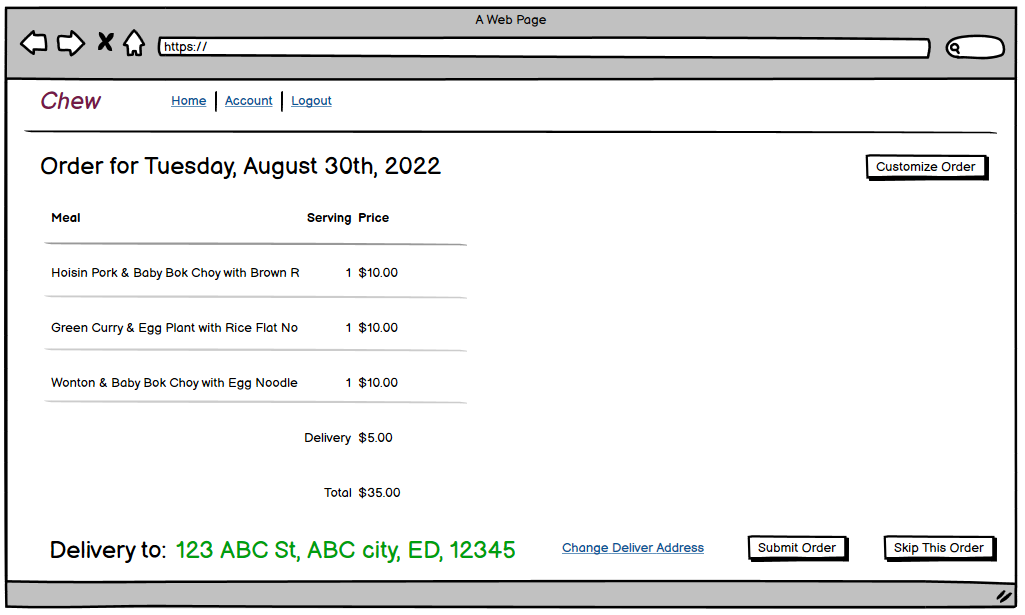 A Web Page
https://
Chew Home Account Logout
Order for Tuesday, August 30th, 2022 Customize Order
Meal Serving Price
Hoisin Pork & Baby Bok Choy with Brown R 1 $10.00
Green Curry & Egg Plant with Rice Flat No 1 $10.00
Wonton & Baby Bok Choy with Egg Noodle 1 $10.00
Delivery $5.00
Total $35.00
Delivery to: 123 ABC St, ABC city, ED, 12345 Change Deliver Address Submit Order Skip This Order